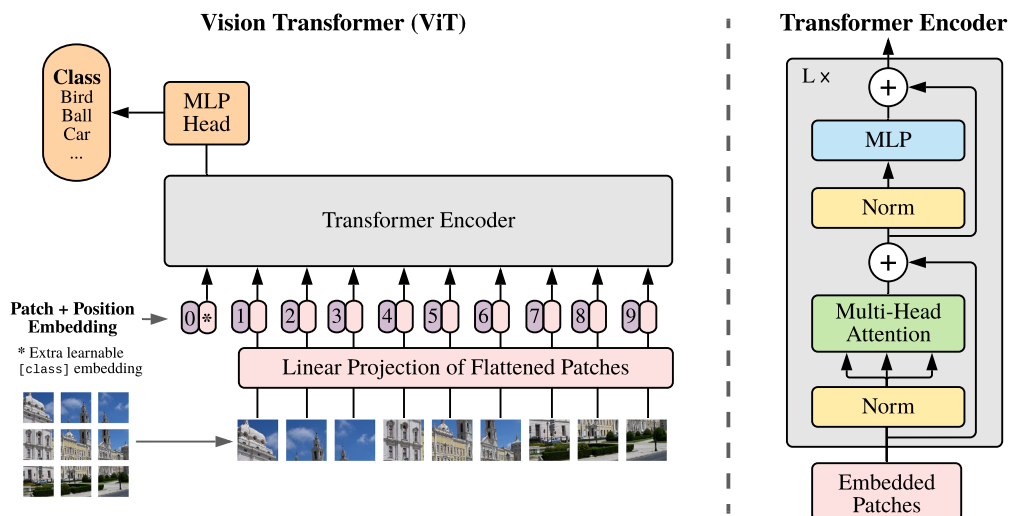 Vision Transformer (ViT)
Class
Bird
Ball
Car
...
MLP
Head
Transformer Encoder
Patch + Position
Embedding
0 * 1 2 3 4 5 6 7 8 9
* Extra learnable
[class] embedding
Linear Projection of Flattened Patches
Transformer Encoder
L ×
+
MLP
Norm
+
Multi-Head
Attention
Norm
Embedded
Patches